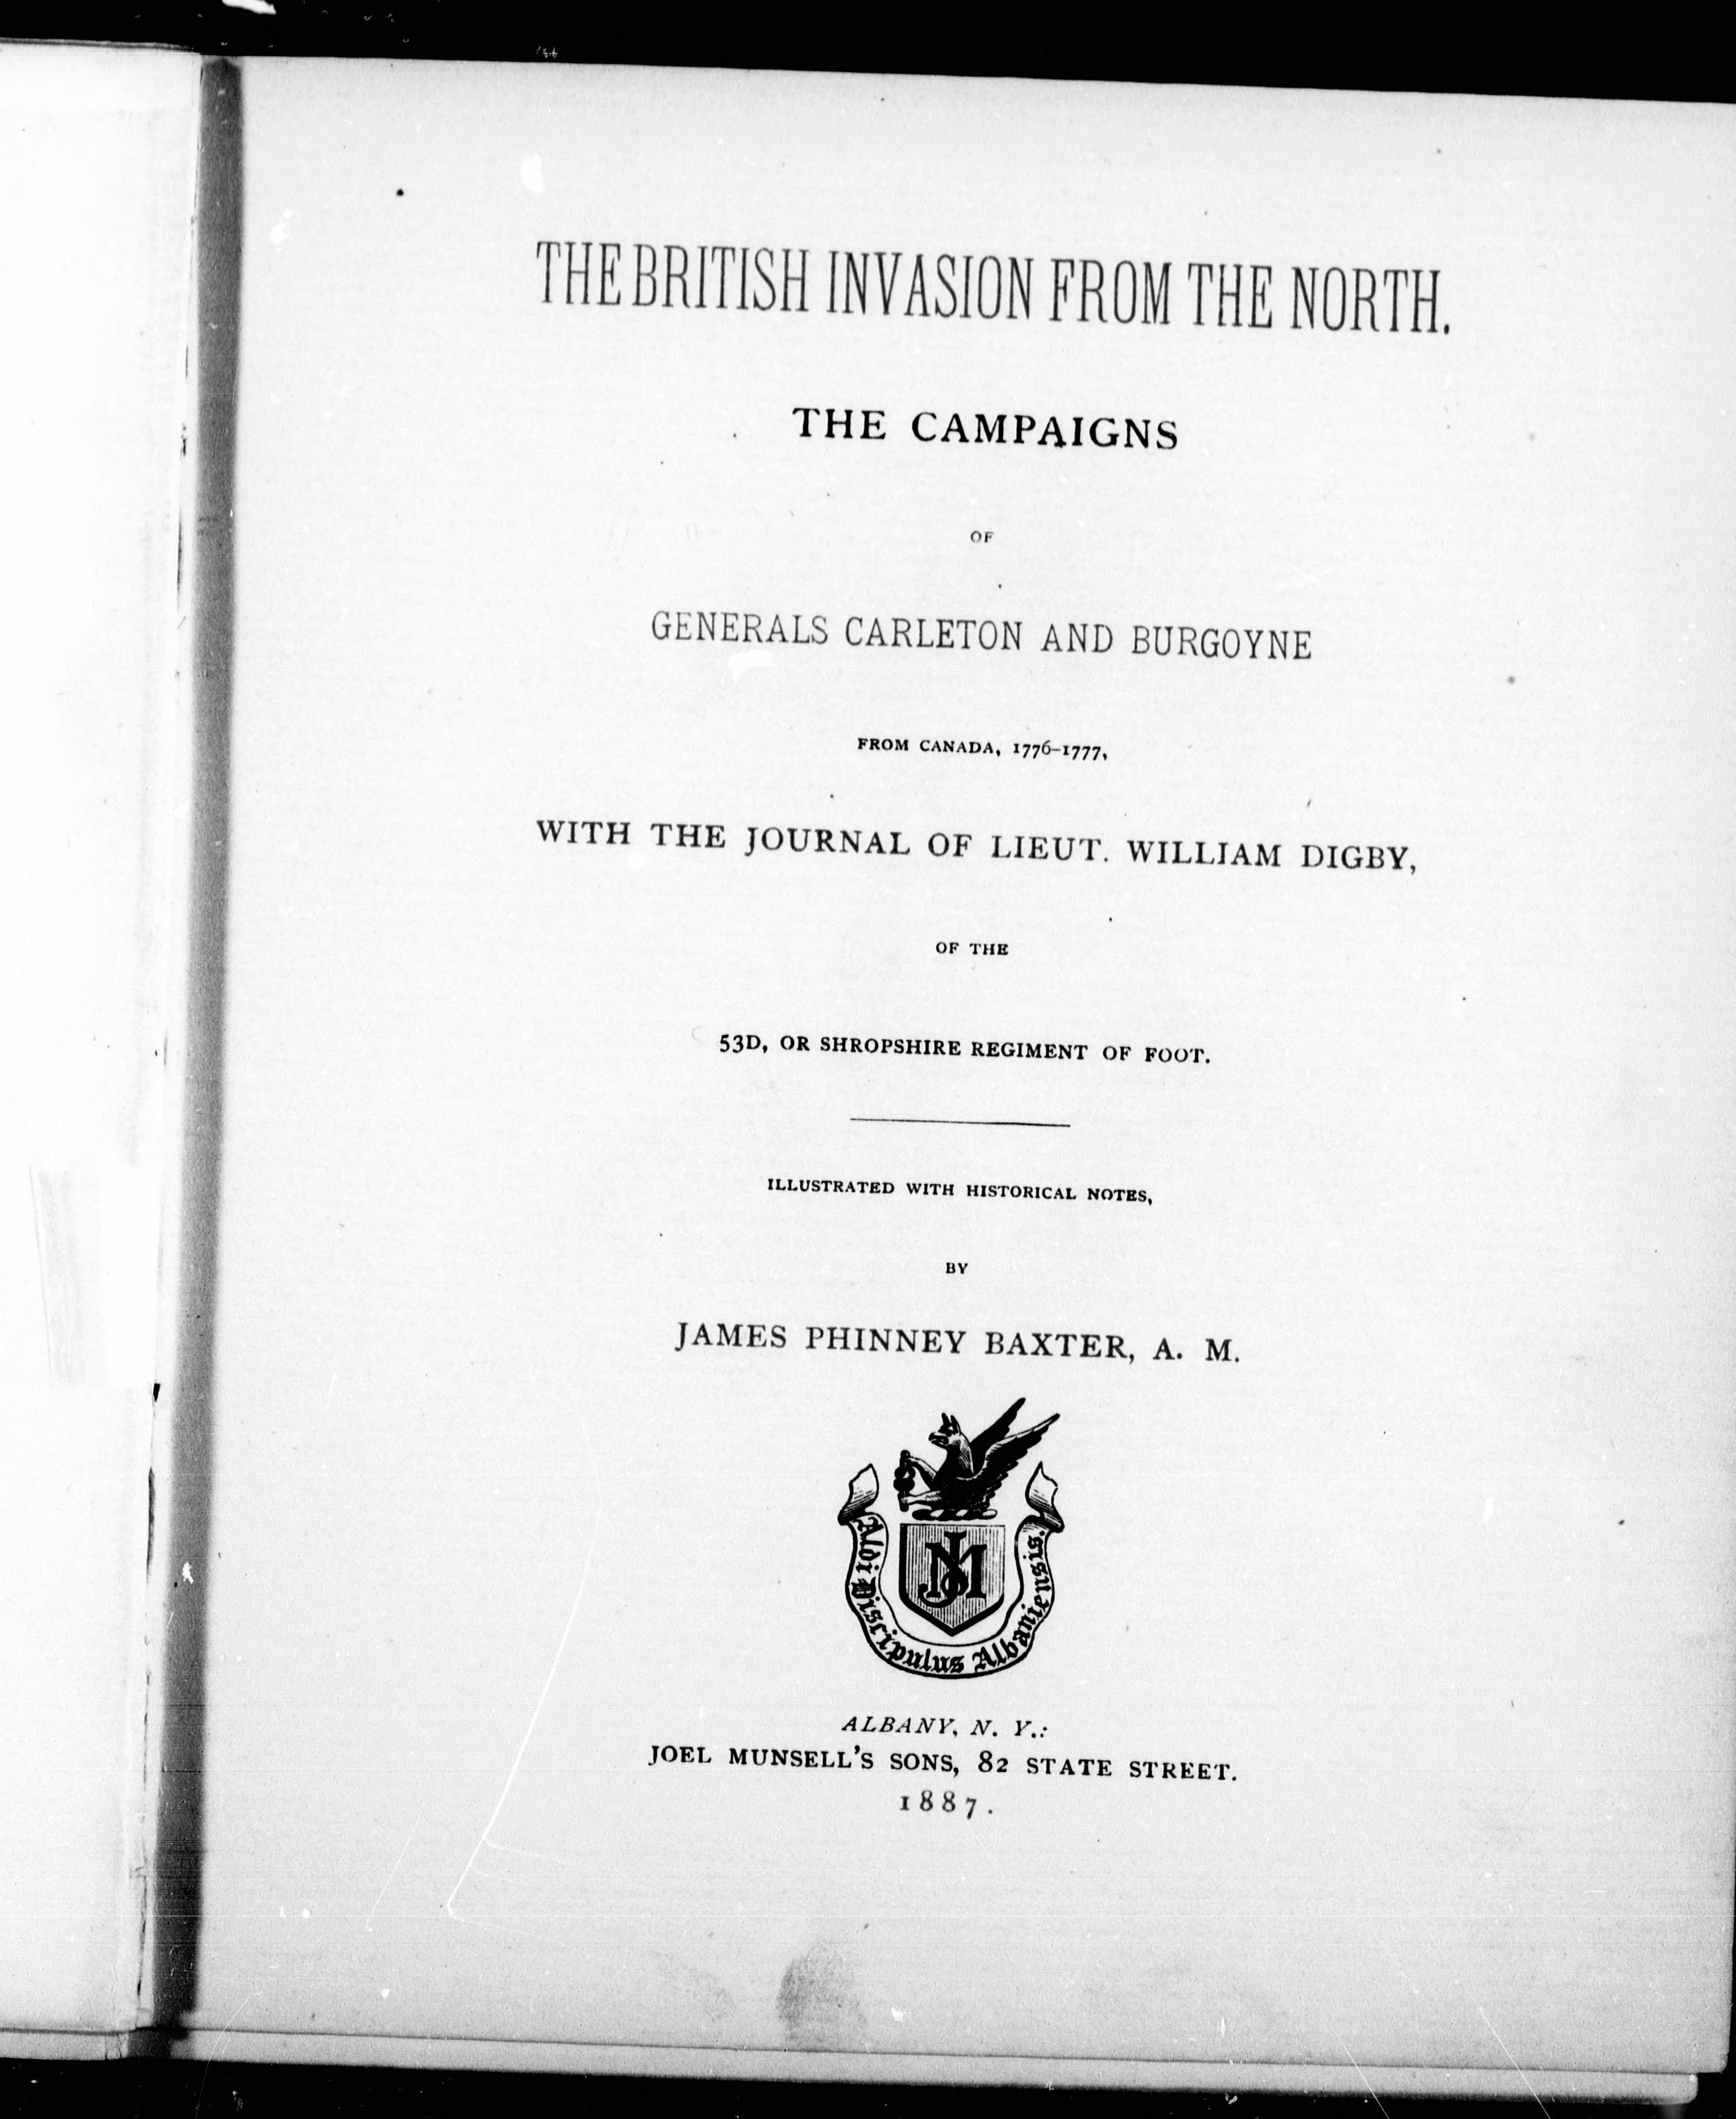 THE BRITISH INVASION FROM THE NORTH.
THE CAMPAIGNS
OF
GENERALS CARLETON AND BURGOYNE
FROM CANADA, 1776–1777,
WITH THE JOURNAL OF LIEUT. WILLIAM DIGBY,
OF THE
53D, OR SHROPSHIRE REGIMENT OF FOOT.
ILLUSTRATED WITH HISTORICAL NOTES,
BY
JAMES PHINNEY BAXTER, A. M.
JM
Aldi Discipulus Albaniensis.
ALBANY, N. Y.:
JOEL MUNSELL'S SONS, 82 STATE STREET.
1887.